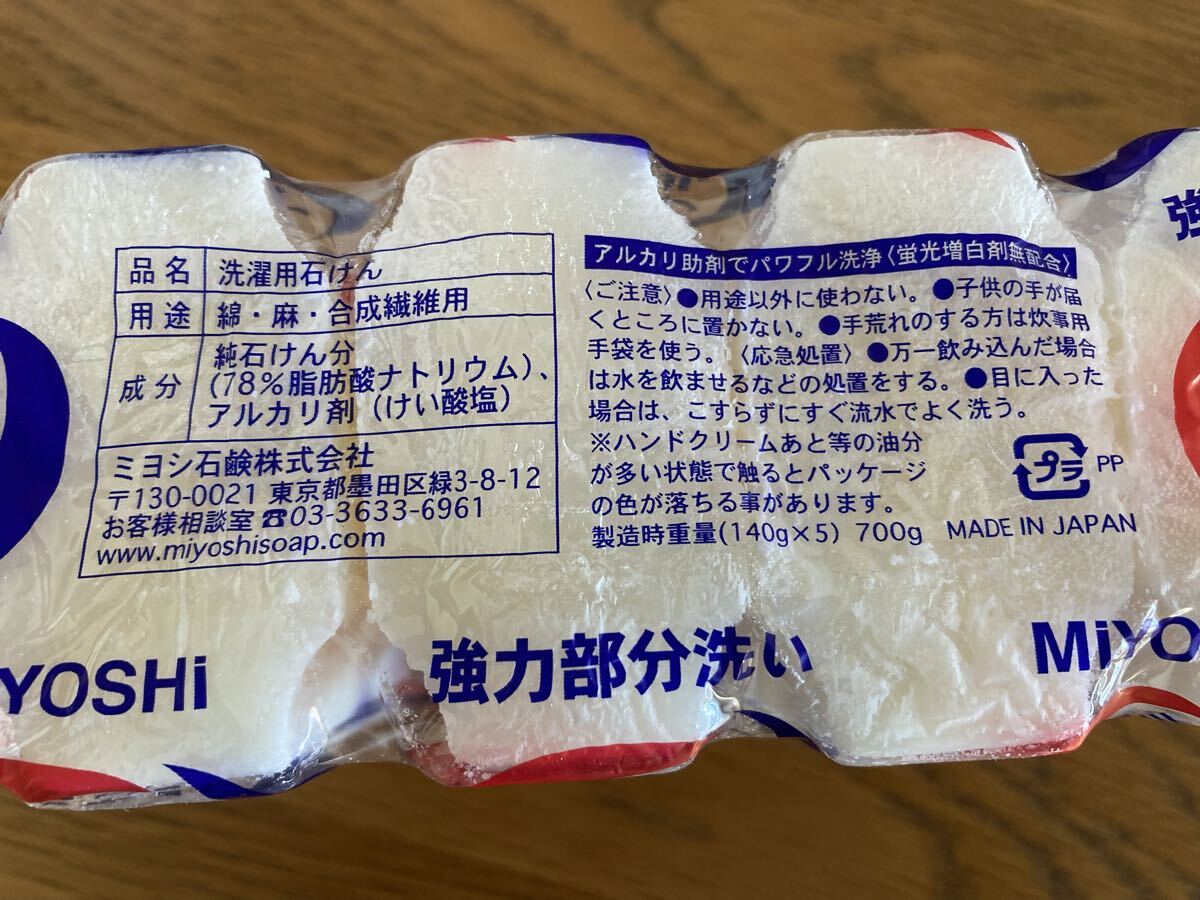 品名 洗濯用石けん
用途 綿・麻・合成繊維用
成分 純石けん分
(78%脂肪酸ナトリウム)、
アルカリ剤（けい酸塩）
ミヨシ石鹸株式会社
〒130-0021 東京都墨田区緑3-8-12
お客様相談室☎03-3633-6961
www.miyoshisoap.com
アルカリ助剤でパワフル洗浄〈蛍光増白剤無配合〉
〈ご注意〉●用途以外に使わない。●子供の手が届
くところに置かない。●手荒れのする方は炊事用
手袋を使う。〈応急処置〉●万一飲み込んだ場合
は水を飲ませるなどの処置をする。●目に入った
場合は、こすらずにすぐ流水でよく洗う。
※ハンドクリームあと等の油分
が多い状態で触るとパッケージ
の色が落ちる事があります。
プラ PP
製造時重量(140g×5) 700g MADE IN JAPAN
YOSHi
強力部分洗い
MiYO
強